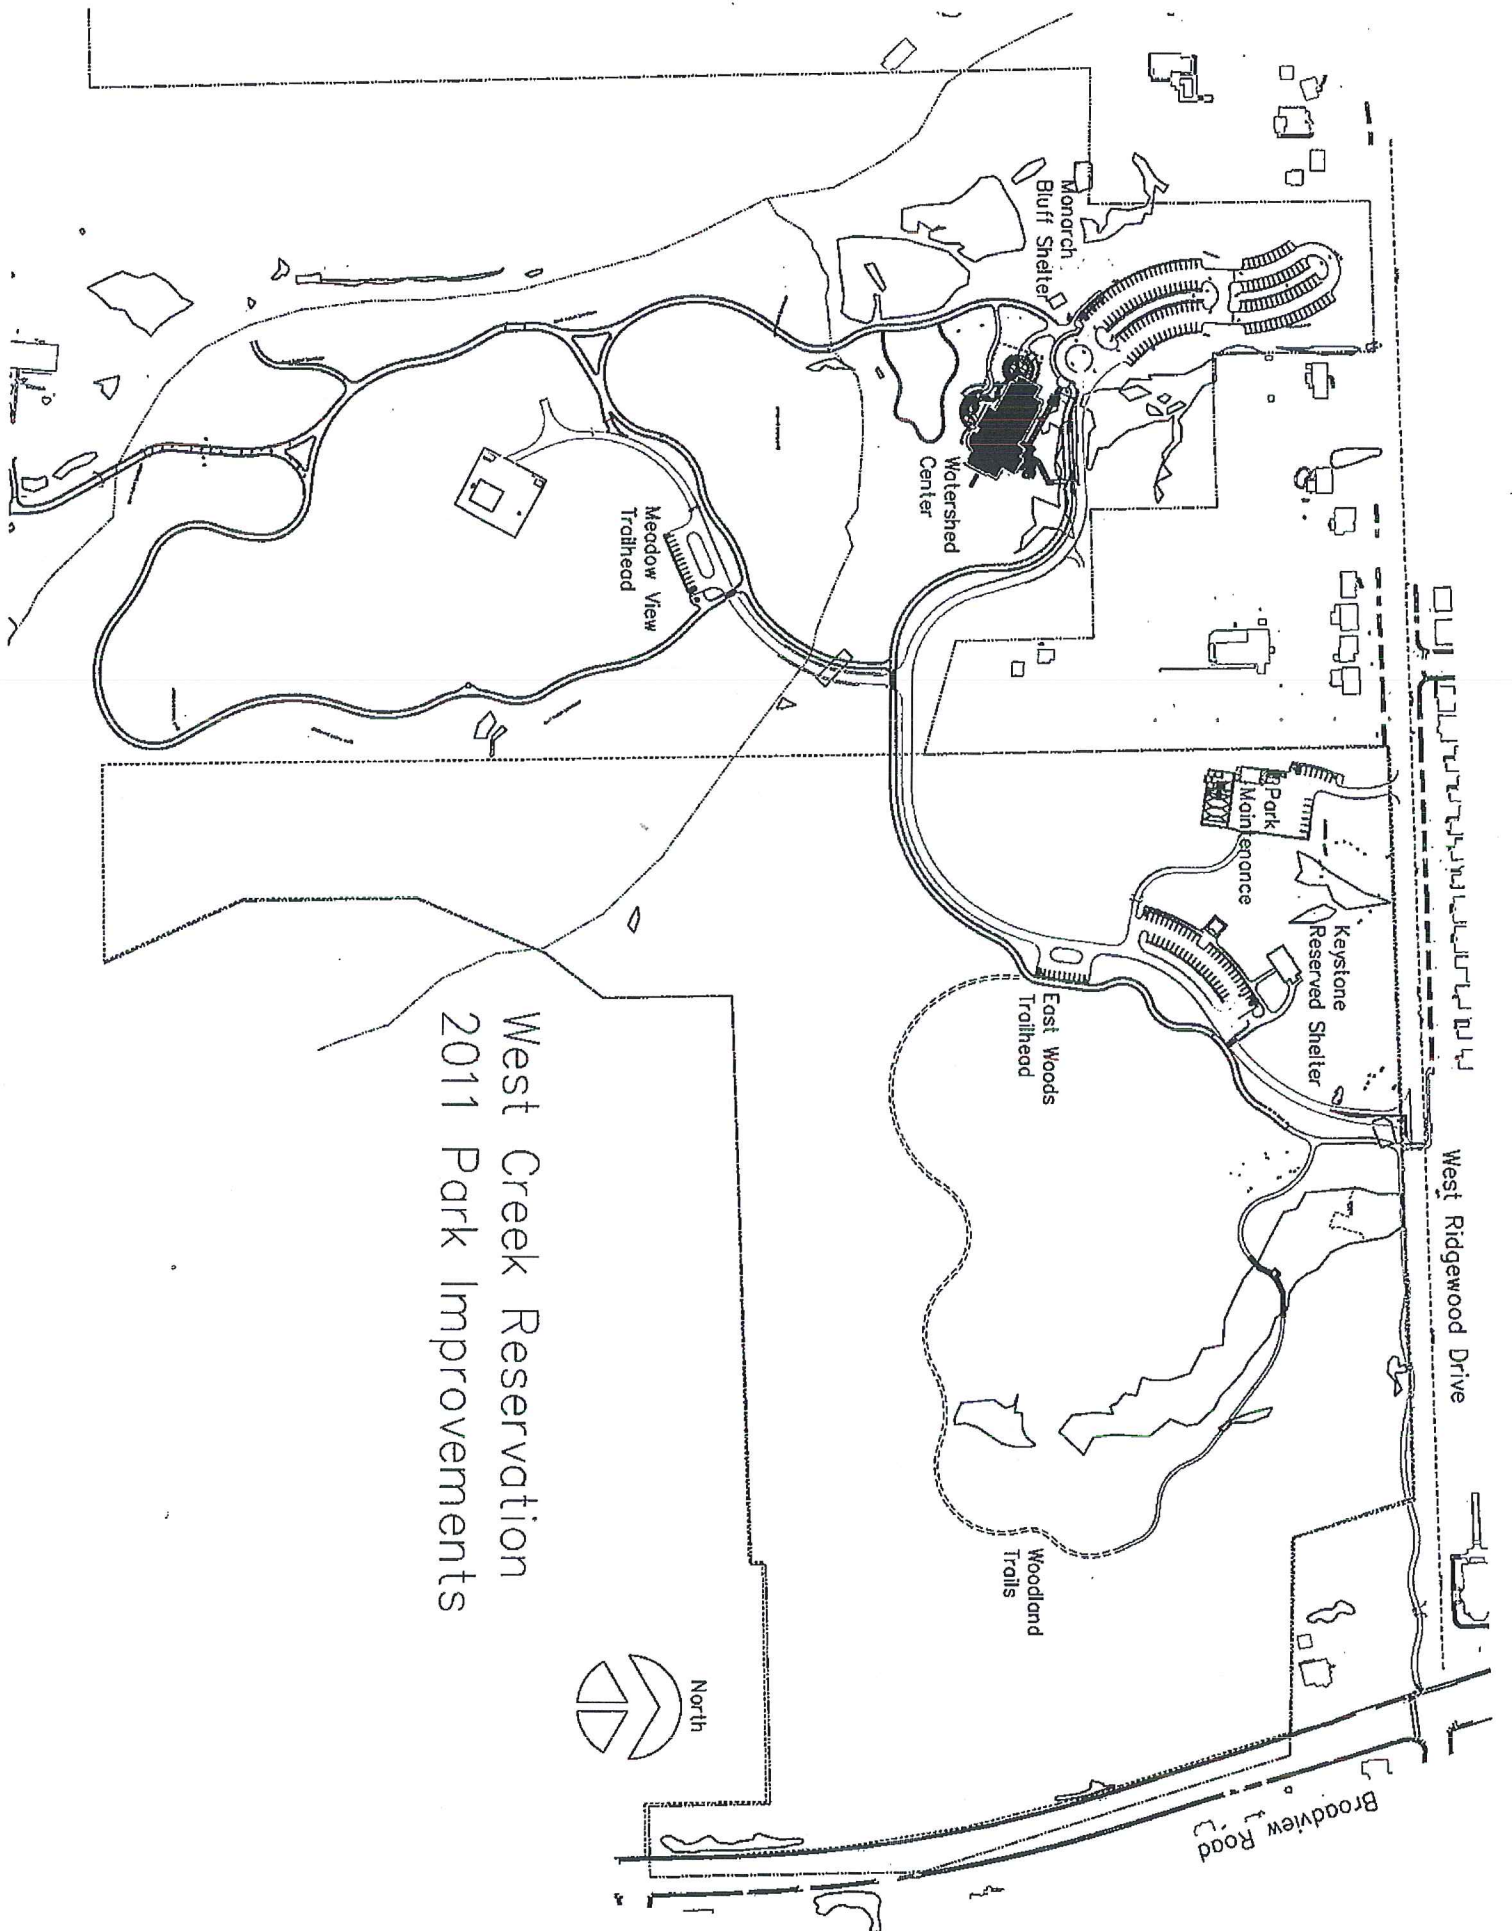 West Ridgewood Drive
Keystone
Reserved Shelter
Park
Maintenance
Monarch
Bluff Shelter
Watershed
Center
East Woods
Trailhead
Woodland
Trails
Meadow View
Trailhead
Broadview Road
North
West Creek Reservation
2011 Park Improvements